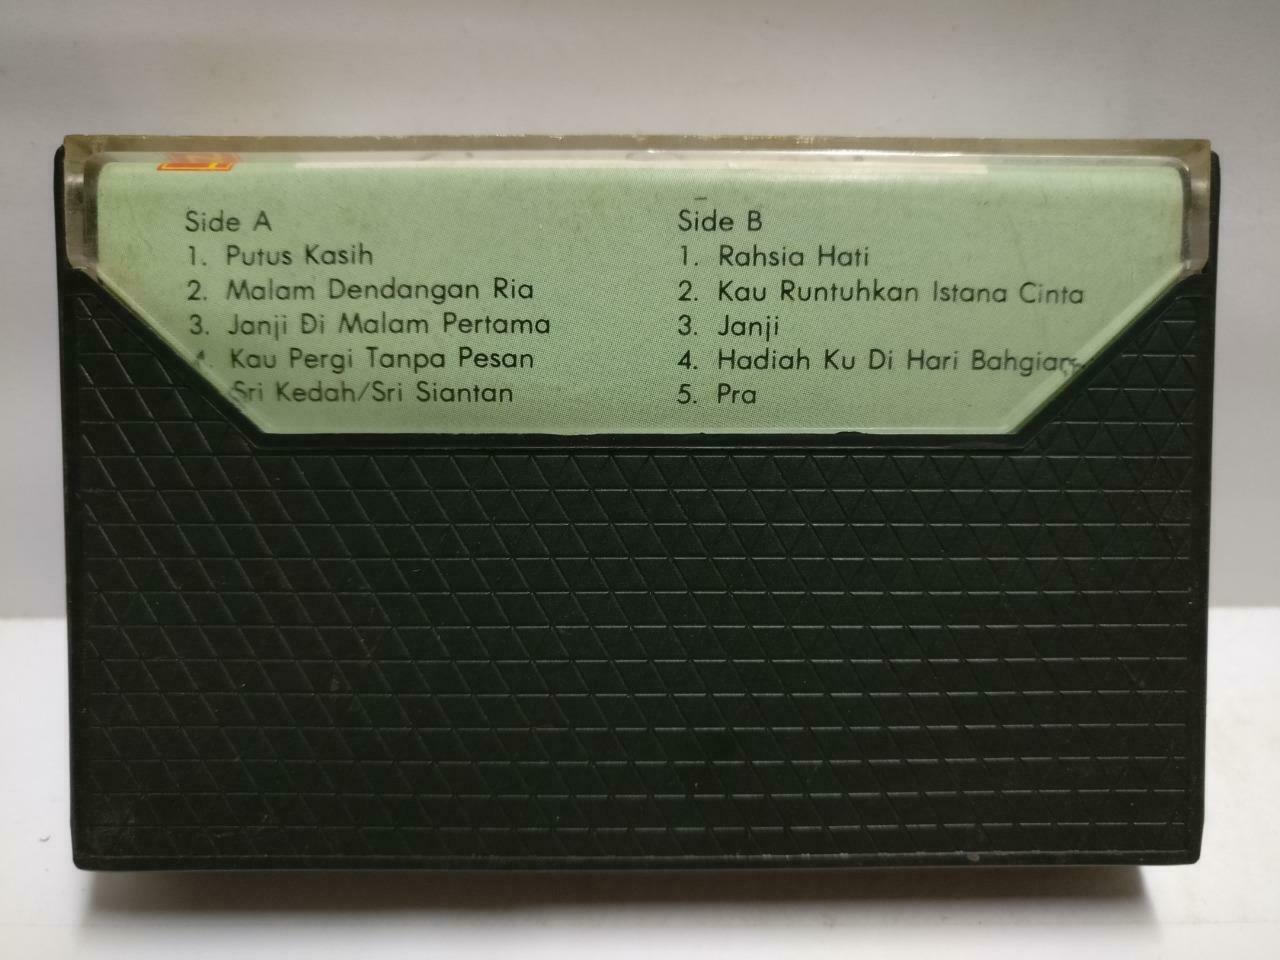 Side A
1. Putus Kasih
2. Malam Dendangan Ria
3. Janji Di Malam Pertama
4. Kau Pergi Tanpa Pesan
Sri Kedah/Sri Siantan
Side B
1. Rahsia Hati
2. Kau Runtuhkan Istana Cinta
3. Janji
4. Hadiah Ku Di Hari
5. Pra